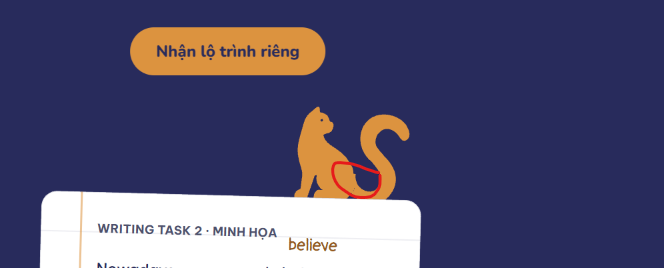 Nhận lộ trình riêng
WRITING TASK 2 · MINH HỌA
believe